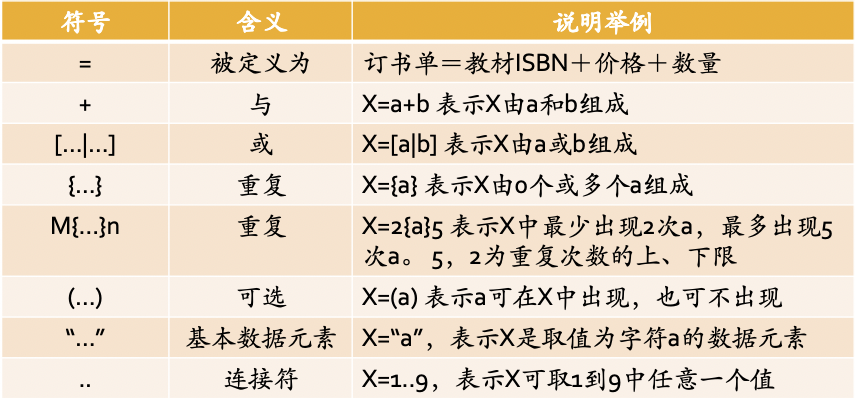 符号 含义 说明举例
= 被定义为 订书单＝教材ISBN＋价格＋数量
+ 与 X=a+b 表示X由a和b组成
[...|...] 或 X=[a|b] 表示X由a或b组成
{...} 重复 X={a} 表示X由0个或多个a组成
M{...}n 重复 X=2{a}5 表示X中最少出现2次a，最多出现5
次a。 5，2为重复次数的上、下限
(...) 可选 X=(a) 表示a可在X中出现，也可不出现
“...” 基本数据元素 X=“a”，表示X是取值为字符a的数据元素
.. 连接符 X=1..9，表示X可取1到9中任意一个值